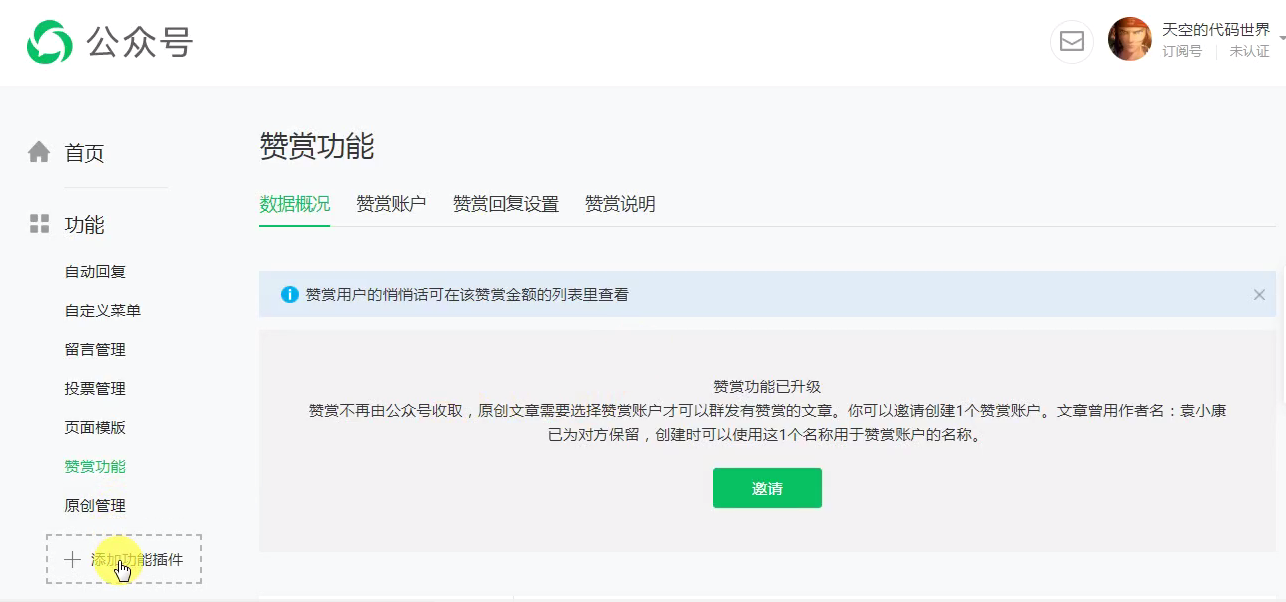 公众号
天空的代码世界
订阅号
未认证
首页
功能
自动回复
自定义菜单
留言管理
投票管理
页面模版
赞赏功能
原创管理
添加功能插件
赞赏功能
数据概况 赞赏账户 赞赏回复设置 赞赏说明
赞赏用户的悄悄话可在该赞赏金额的列表里查看
赞赏功能已升级
赞赏不再由公众号收取，原创文章需要选择赞赏账户才可以群发有赞赏的文章。你可以邀请创建1个赞赏账户。文章曾用作者名：袁小康
已为对方保留，创建时可以使用这1个名称用于赞赏账户的名称。
邀请